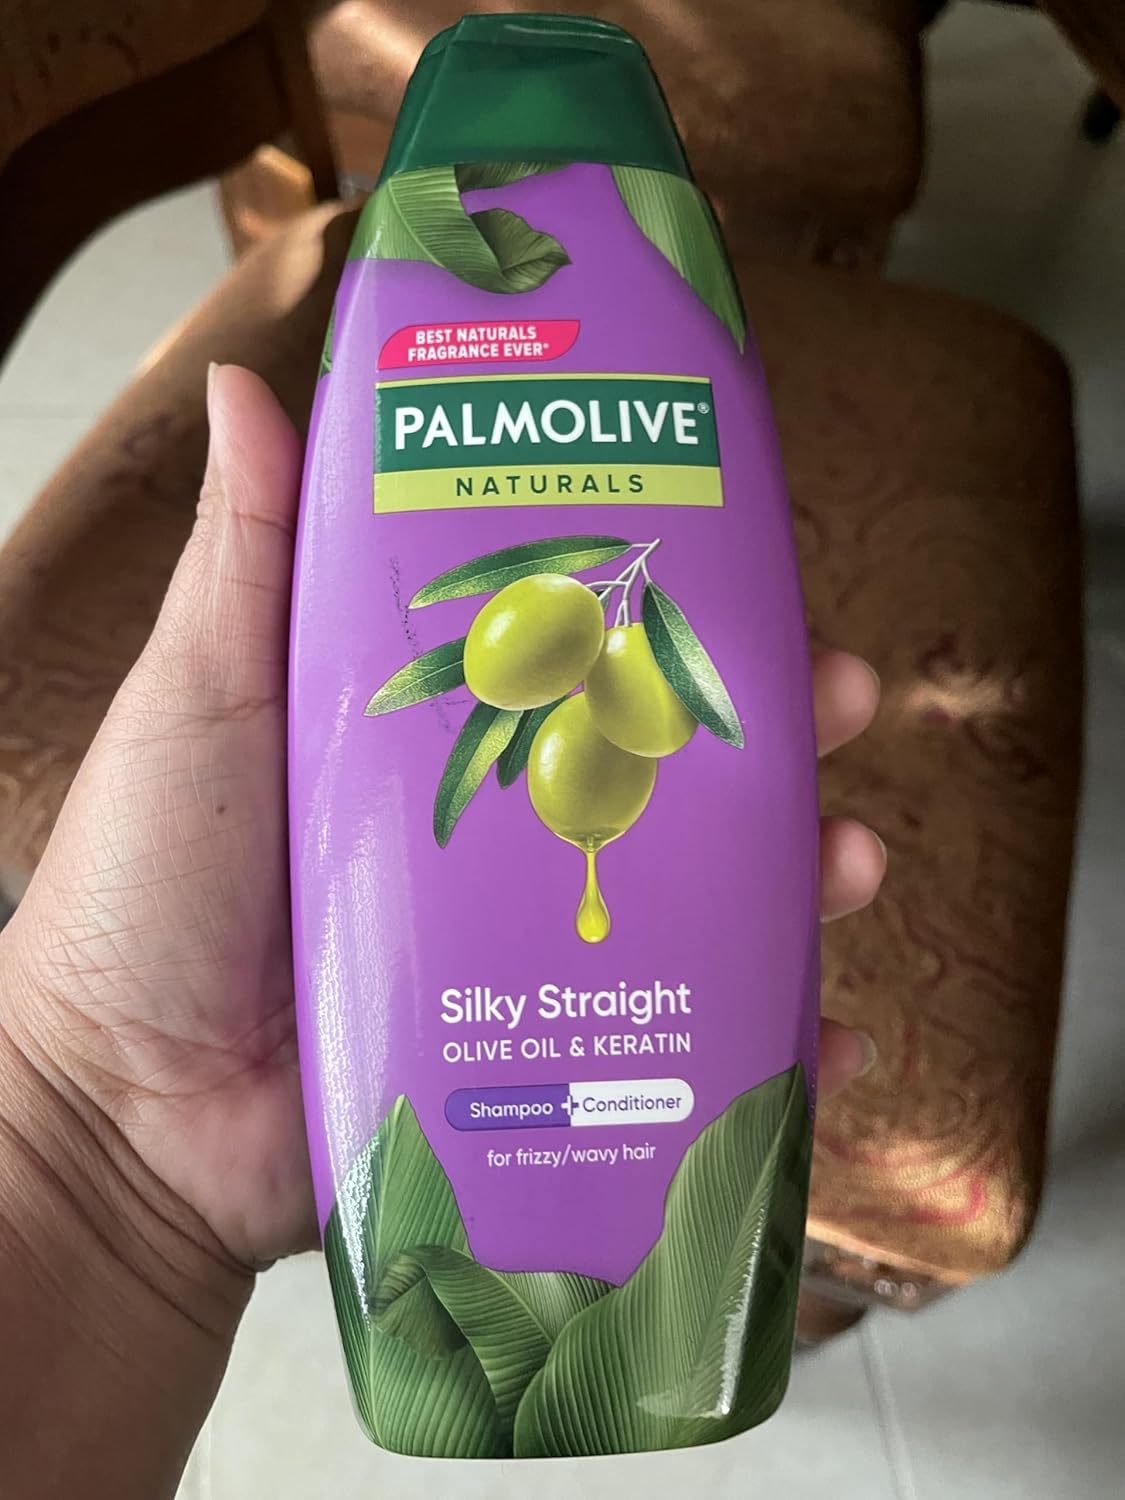 BEST NATURALS
FRAGRANCE EVER*
PALMOLIVE®
NATURALS
Silky Straight
OLIVE OIL & KERATIN
Shampoo + Conditioner
for frizzy/wavy hair